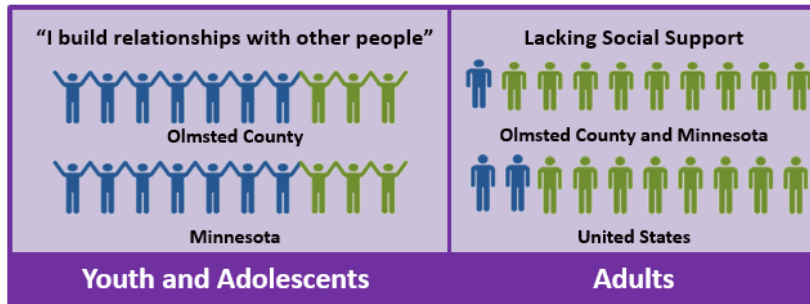 “I build relationships with other people”
Olmsted County
Minnesota
Youth and Adolescents
Lacking Social Support
Olmsted County and Minnesota
United States
Adults